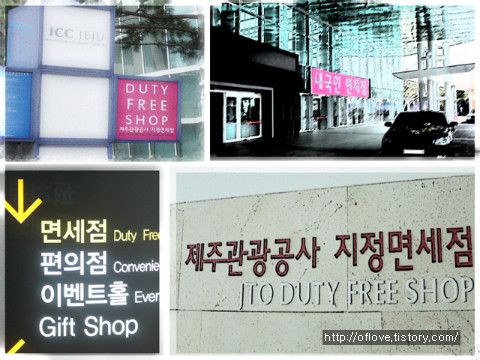 ICC JEJU
DUTY
FREE
SHOP
제주관광공사 지정면세점
내국인 면세점
면세점 Duty Free
편의점 Convenie
이벤트홀 Even
Gift Shop
제주관광공사 지정면세점
JTO DUTY FREE SHOP
http://oflove.tistory.com/